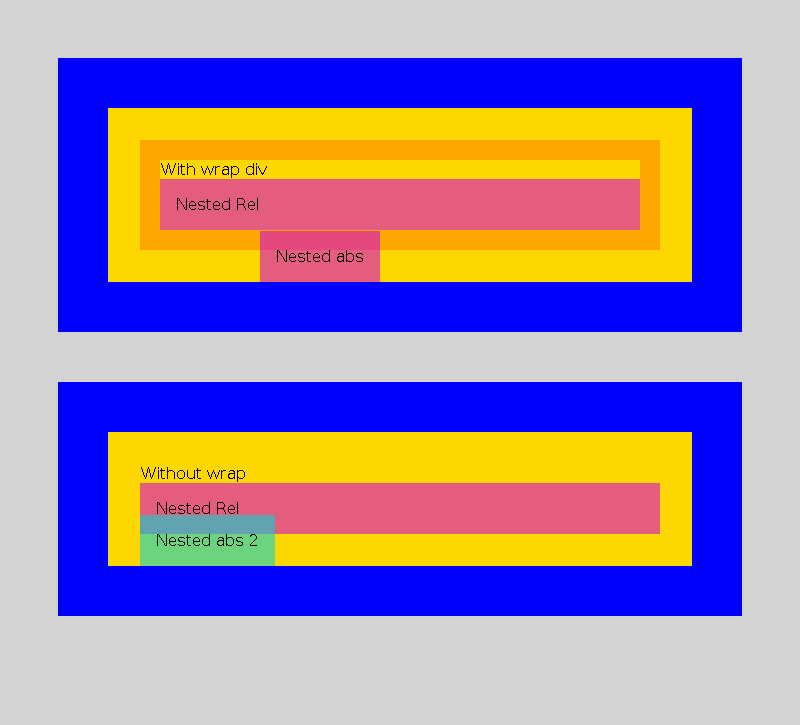 With wrap div
Nested Rel
Nested abs
Without wrap
Nested Rel
Nested abs 2